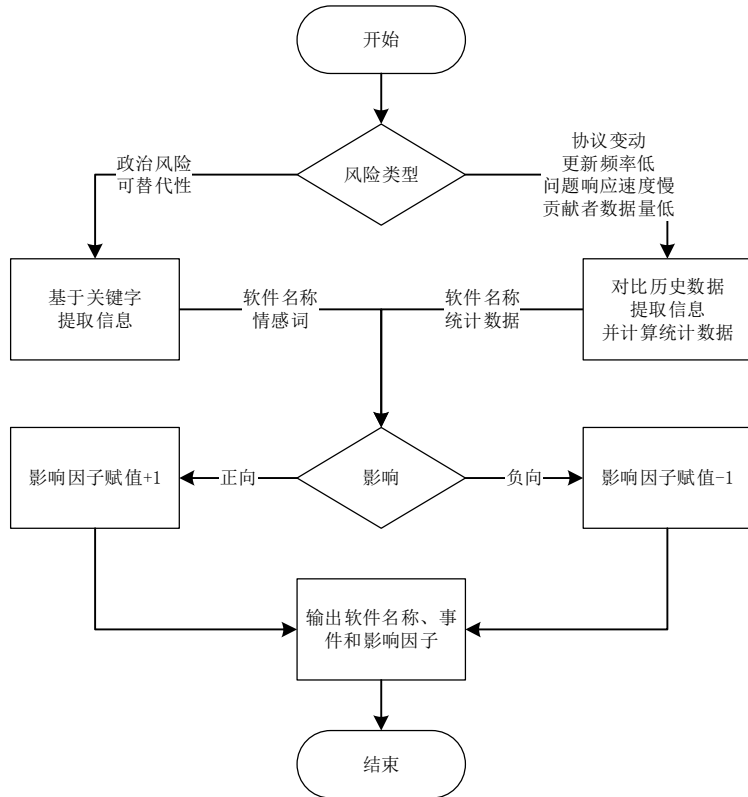 开始
风险类型
政治风险
可替代性
协议变动
更新频率低
问题响应速度慢
贡献者数据量低
基于关键字
提取信息
软件名称
情感词
软件名称
统计数据
对比历史数据
提取信息
并计算统计数据
影响因子赋值+1
正向
影响
负向
影响因子赋值-1
输出软件名称、事
件和影响因子
结束